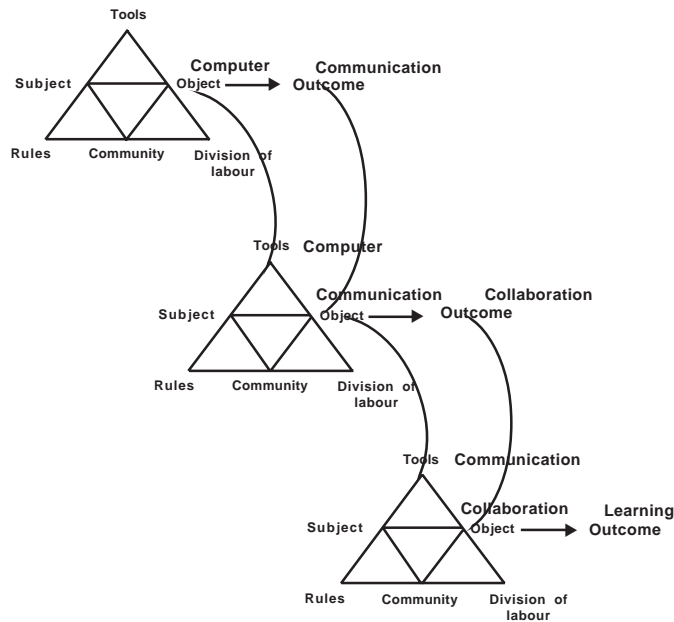 Tools
Computer
Communication
Subject
Object
Outcome
Rules
Community
Division of
labour
Tools
Computer
Communication
Collaboration
Subject
Object
Outcome
Rules
Community
Division of
labour
Tools
Communication
Collaboration
Learning
Subject
Object
Outcome
Rules
Community
Division of
labour